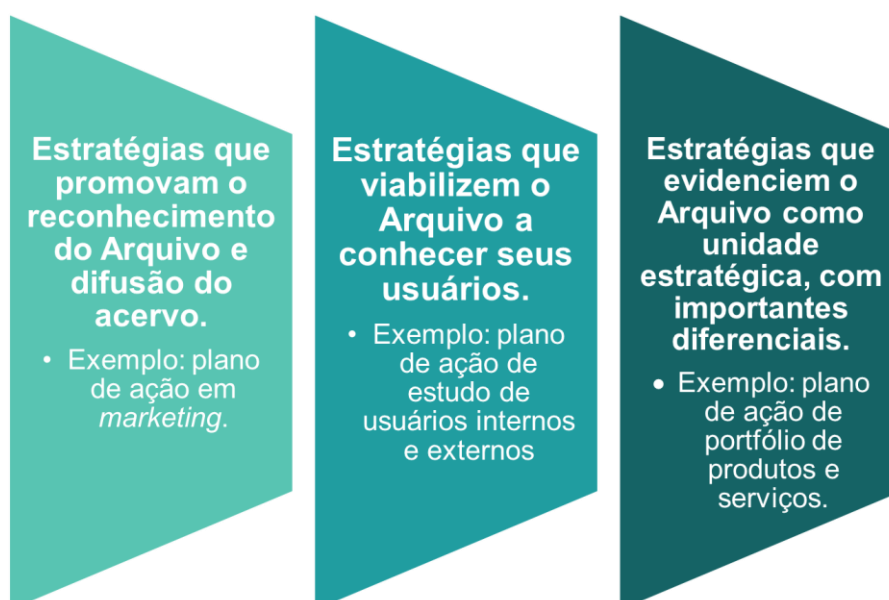 Estratégias que
promovam o
reconhecimento
do Arquivo e
difusão do
acervo.
• Exemplo: plano
de ação em
marketing.
Estratégias que
viabilizem o
Arquivo a
conhecer seus
usuários.
• Exemplo: plano
de ação de
estudo de
usuários internos
e externos
Estratégias que
evidenciem o
Arquivo como
unidade
estratégica, com
importantes
diferenciais.
• Exemplo: plano
de ação de
portfólio de
produtos e
serviços.